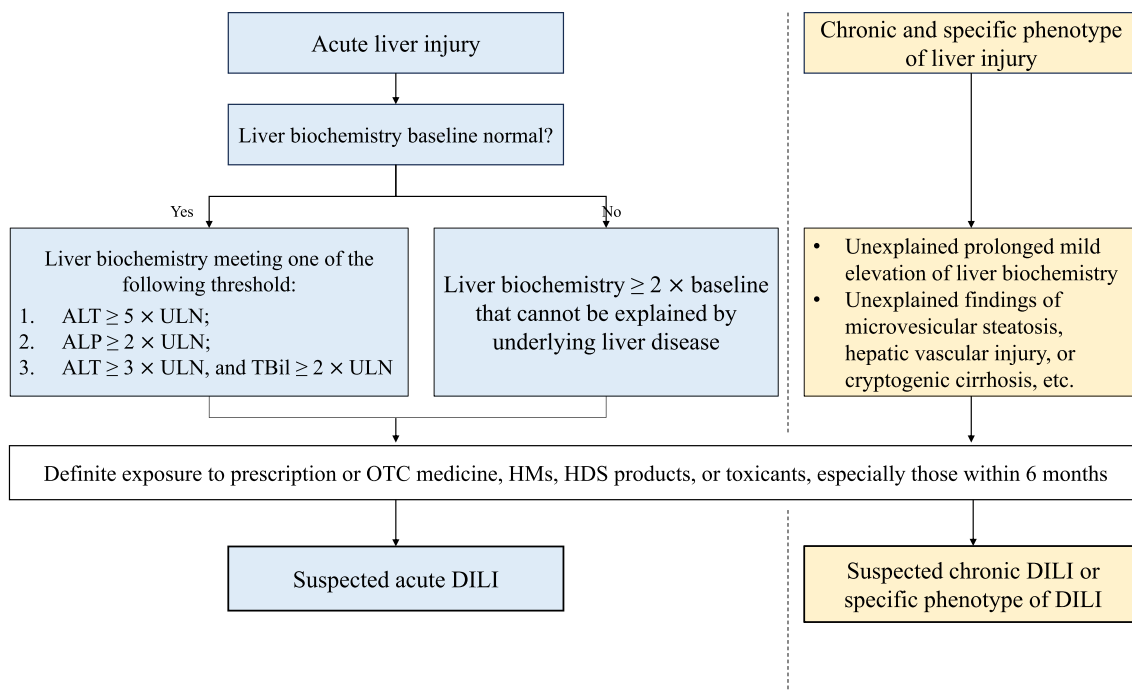 Acute liver injury
Liver biochemistry baseline normal?
Yes
No
Liver biochemistry meeting one of the
following threshold:
1. ALT ≥ 5 × ULN;
2. ALP ≥ 2 × ULN;
3. ALT ≥ 3 × ULN, and TBil ≥ 2 × ULN
Liver biochemistry ≥ 2 × baseline
that cannot be explained by
underlying liver disease
Chronic and specific phenotype
of liver injury
• Unexplained prolonged mild
elevation of liver biochemistry
• Unexplained findings of
microvesicular steatosis,
hepatic vascular injury, or
cryptogenic cirrhosis, etc.
Definite exposure to prescription or OTC medicine, HMs, HDS products, or toxicants, especially those within 6 months
Suspected acute DILI
Suspected chronic DILI or
specific phenotype of DILI